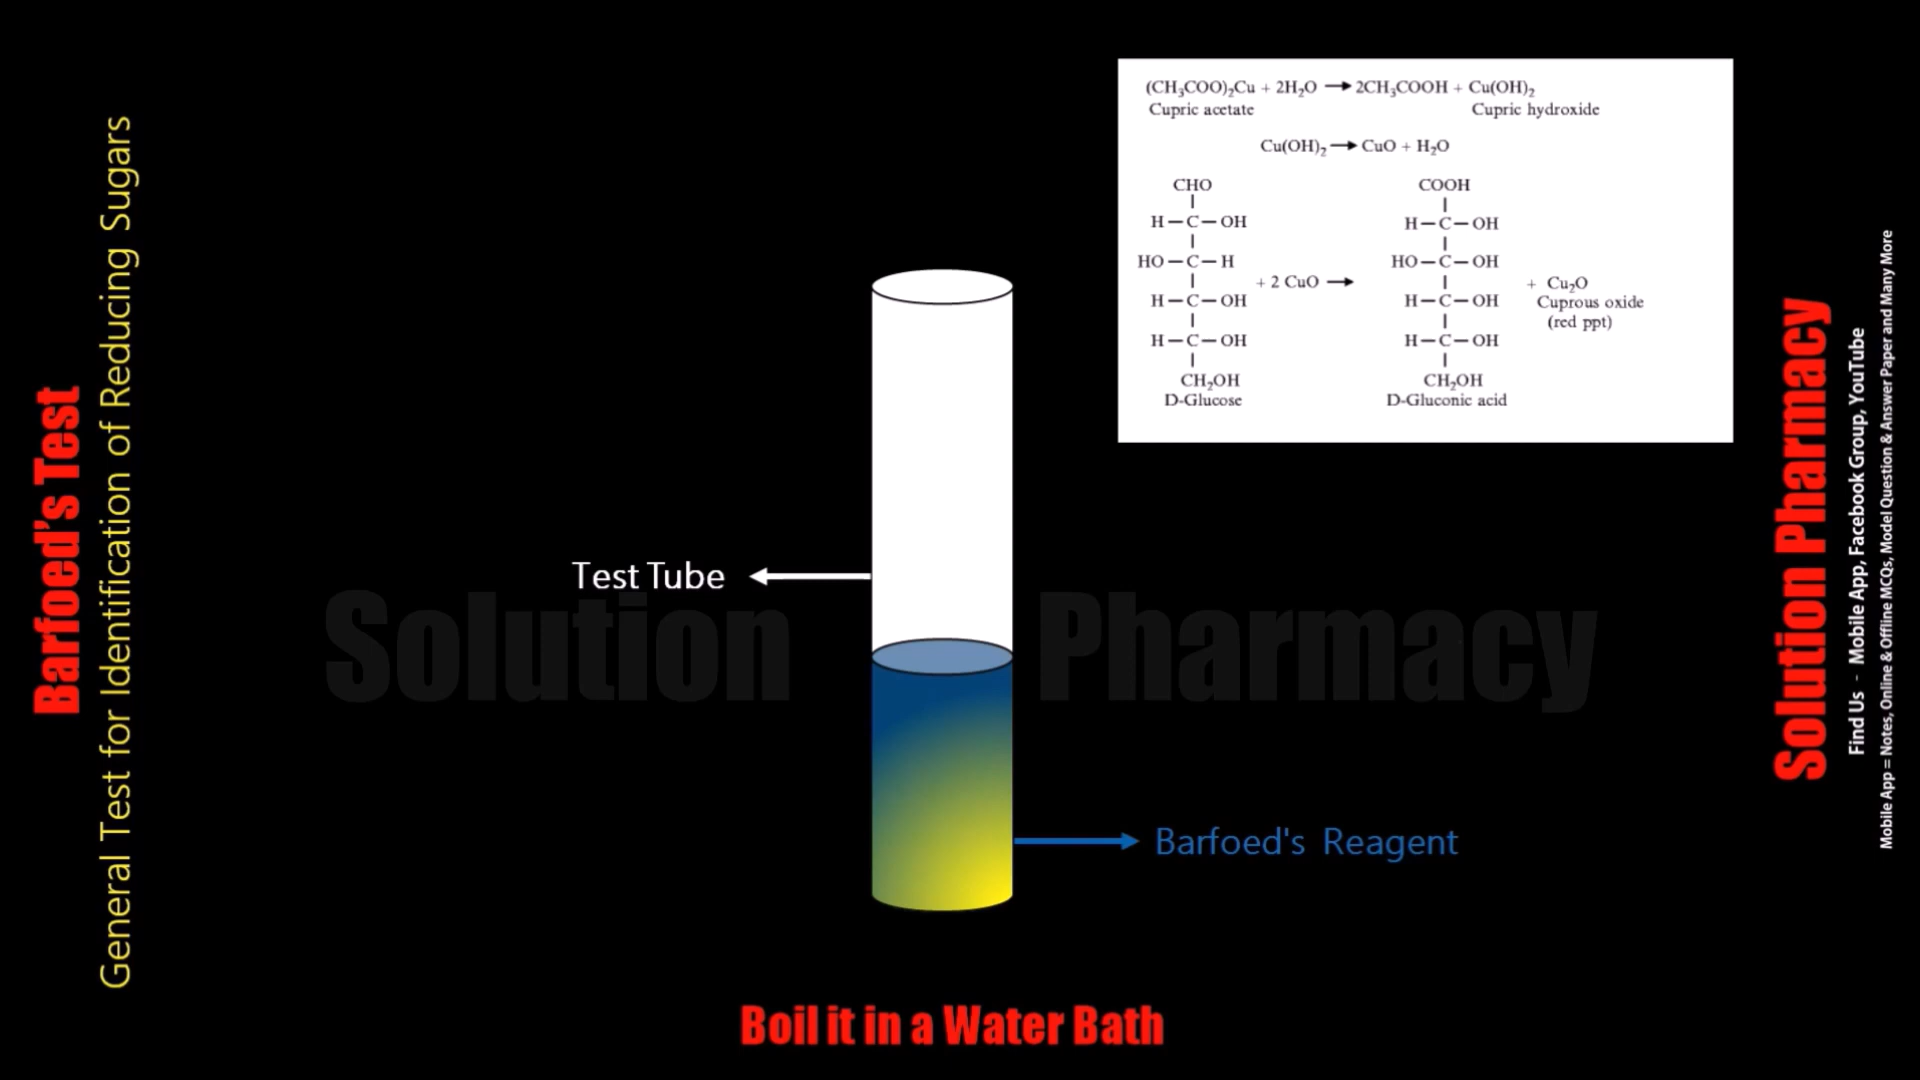 Barfoed's Test
General Test for Identification of Reducing Sugars
(CH₃COO)₂Cu + 2H₂O → 2CH₃COOH + Cu(OH)₂
Cupric acetate Cupric hydroxide
Cu(OH)₂ → CuO + H₂O
CHO COOH
H—C—OH H—C—OH
HO—C—H HO—C—OH
+ 2 CuO → + Cu₂O
H—C—OH H—C—OH Cuprous oxide
(red ppt)
H—C—OH H—C—OH
CH₂OH CH₂OH
D-Glucose D-Gluconic acid
Test Tube
Solution Pharmacy
Barfoed's Reagent
Boil it in a Water Bath
Solution Pharmacy
Find Us - Mobile App, Facebook Group, YouTube
Mobile App = Notes, Online & Offline MCQs, Model Question & Answer Paper and Many More